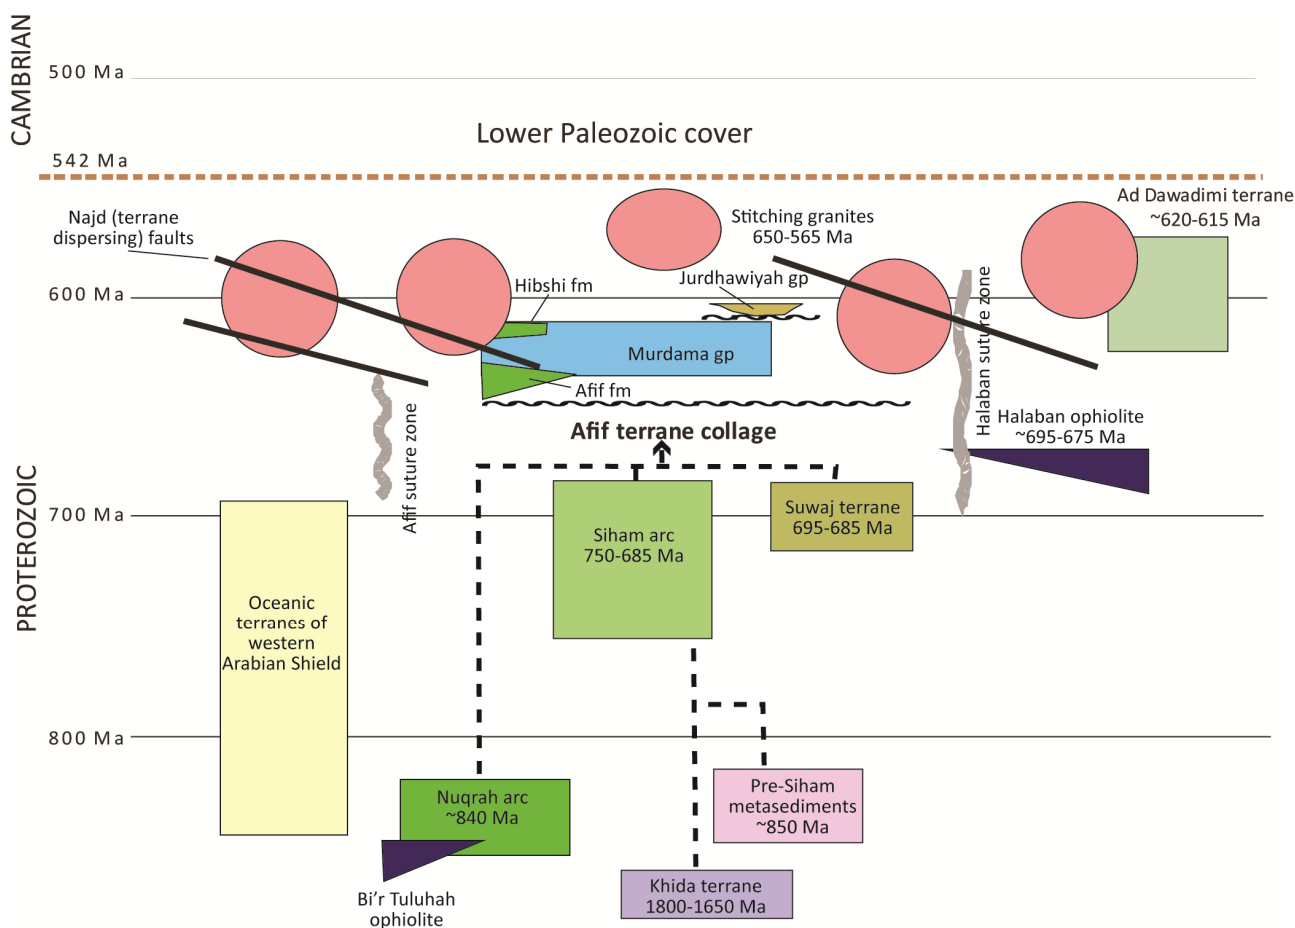 CAMBRIAN
500 Ma
Lower Paleozoic cover
542 Ma
Najd (terrane
dispersing) faults
Stitching granites
650-565 Ma
Ad Dawadimi terrane
~620-615 Ma
600 Ma
Hibshi fm
Jurdhawiyah gp
Murdama gp
Afif fm
Afif suture zone
Halaban suture zone
Afif terrane collage
Halaban ophiolite
~695-675 Ma
PROTEROZOIC
700 Ma
Siham arc
750-685 Ma
Suwaj terrane
695-685 Ma
Oceanic
terranes of
western
Arabian Shield
800 Ma
Nuqrah arc
~840 Ma
Pre-Siham
metasediments
~850 Ma
Bi’r Tuluhah
ophiolite
Khida terrane
1800-1650 Ma